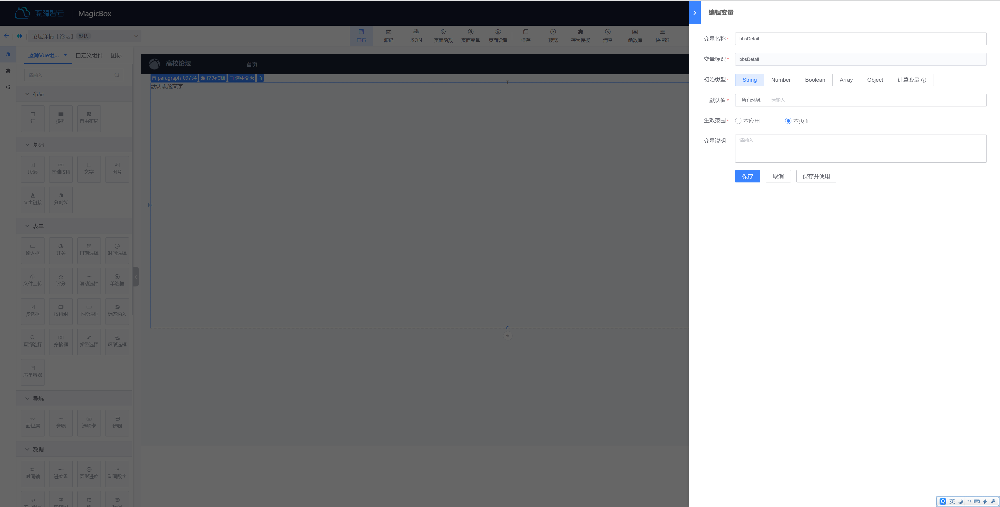 蓝鲸智云 MagicBox
论坛详情【论坛】 默认
画布 源码 JSON 页面函数 页面变量 页面设置 保存 预览 存为模板 清空 函数库 快捷键
蓝鲸Vue组... 自定义组件 图标
请输入
布局
行 多列 自由布局
基础
段落 基础按钮 文字 图片
文字链接 分割线
表单
输入框 开关 日期选择 时间选择
文件上传 评分 滑动选择 单选框
多选框 按钮组 下拉选框 标签输入
查询选择 穿梭框 颜色选择 级联选框
表单容器
导航
面包屑 步骤 选项卡 步骤
数据
时间轴 进度条 圆形进度 动画数字
高校论坛 首页
paragraph-09734 存为模板 选中父级
默认段落文字
编辑变量
变量名称* bbsDetail
变量标识* bbsDetail
初始类型* String Number Boolean Array Object 计算变量
默认值* 所有环境 请输入
生效范围* 本应用 本页面
变量说明 请输入
保存 取消 保存并使用
英